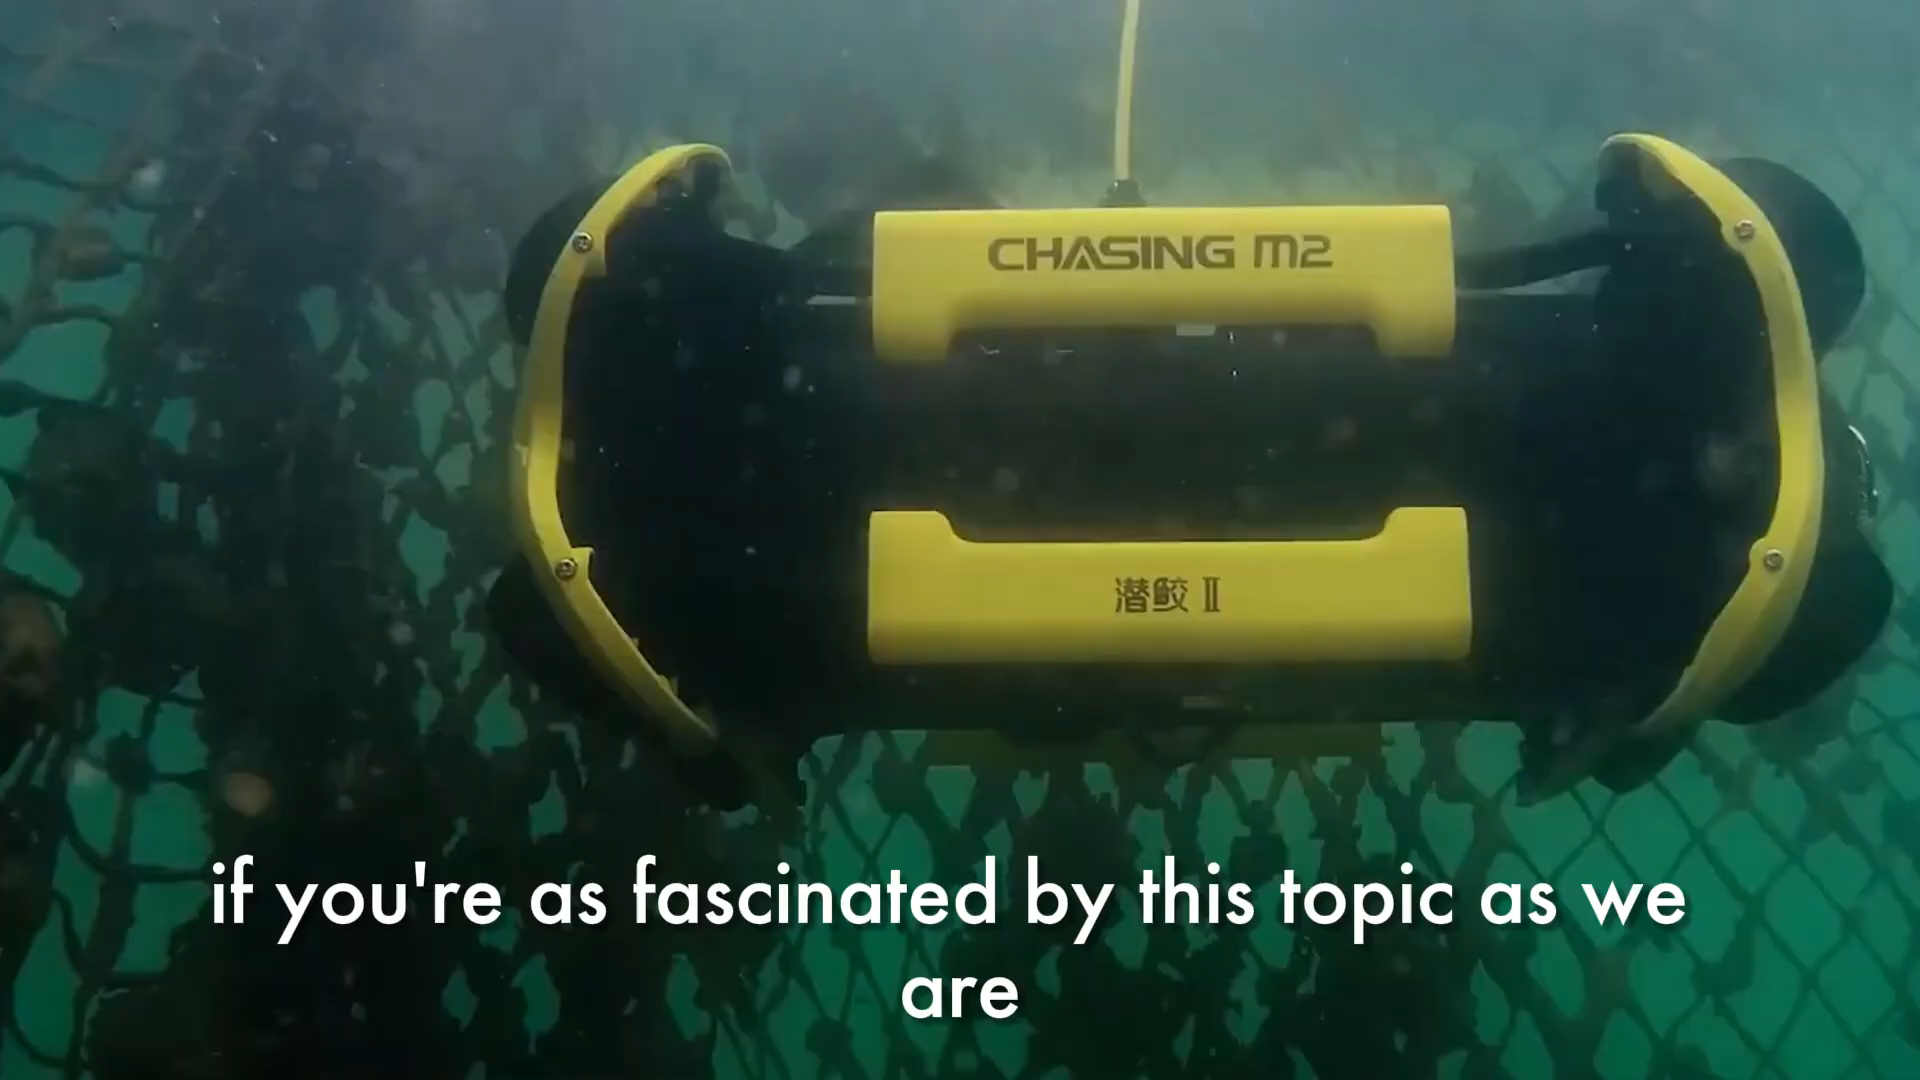 CHASING M2
潜鲛 II
if you're as fascinated by this topic as we
are